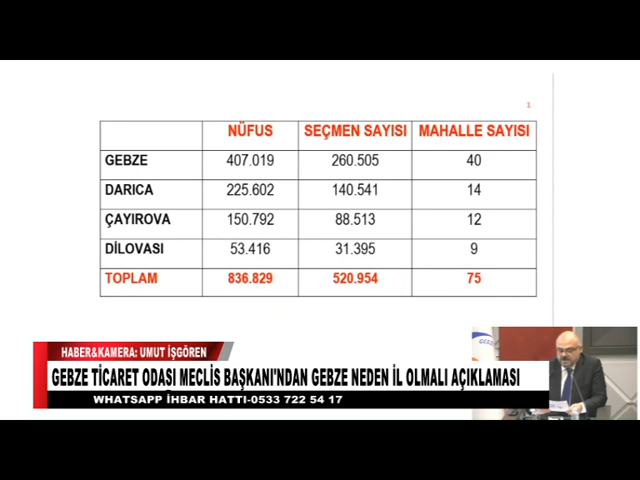 1
NÜFUS SEÇMEN SAYISI MAHALLE SAYISI
GEBZE 407.019 260.505 40
DARICA 225.602 140.541 14
ÇAYIROVA 150.792 88.513 12
DİLOVASI 53.416 31.395 9
TOPLAM 836.829 520.954 75
HABER&KAMERA: UMUT İŞGÖREN
GEBZE TİCARET ODASI MECLİS BAŞKANI'NDAN GEBZE NEDEN İL OLMALI AÇIKLAMASI
WHATSAPP İHBAR HATTI-0533 722 54 17